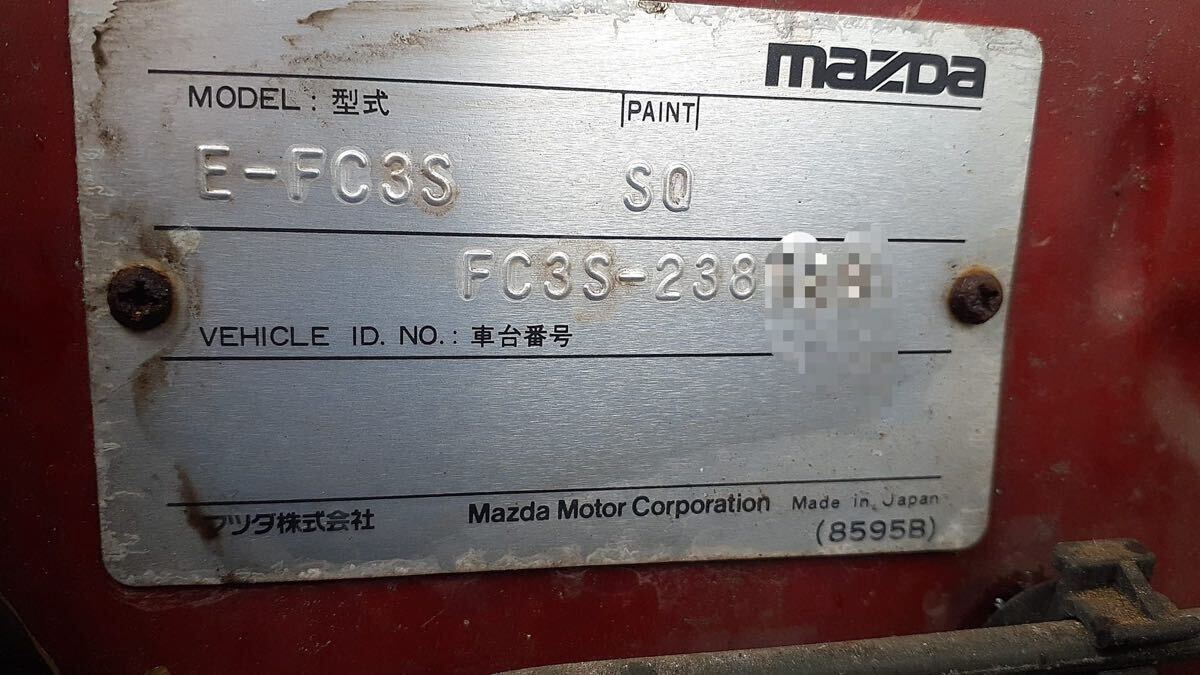 mazda
MODEL : 型式 PAINT
E-FC3S SQ
FC3S-238
VEHICLE ID. NO. : 車台番号
マツダ株式会社 Mazda Motor Corporation Made in Japan
(8595B)